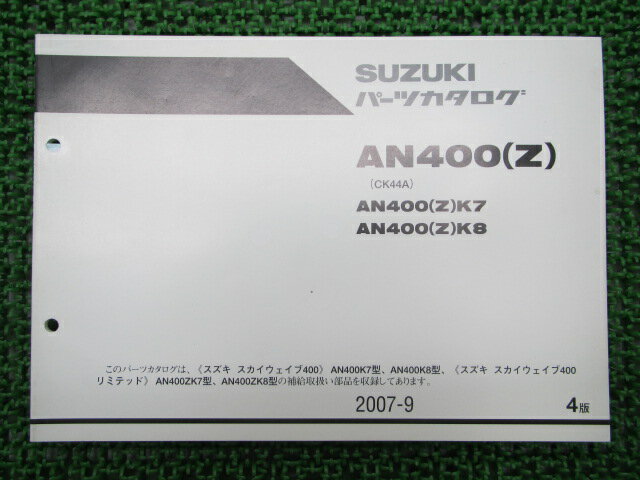 SUZUKI
パーツカタログ
AN400(Z)
(CK44A)
AN400(Z)K7
AN400(Z)K8
このパーツカタログは、《スズキ スカイウェイブ400》 AN400K7型、AN400K8型、《スズキ スカイウェイブ400
リミテッド》 AN400ZK7型、AN400ZK8型の補給取扱い部品を収録してあります。
2007-9
4版